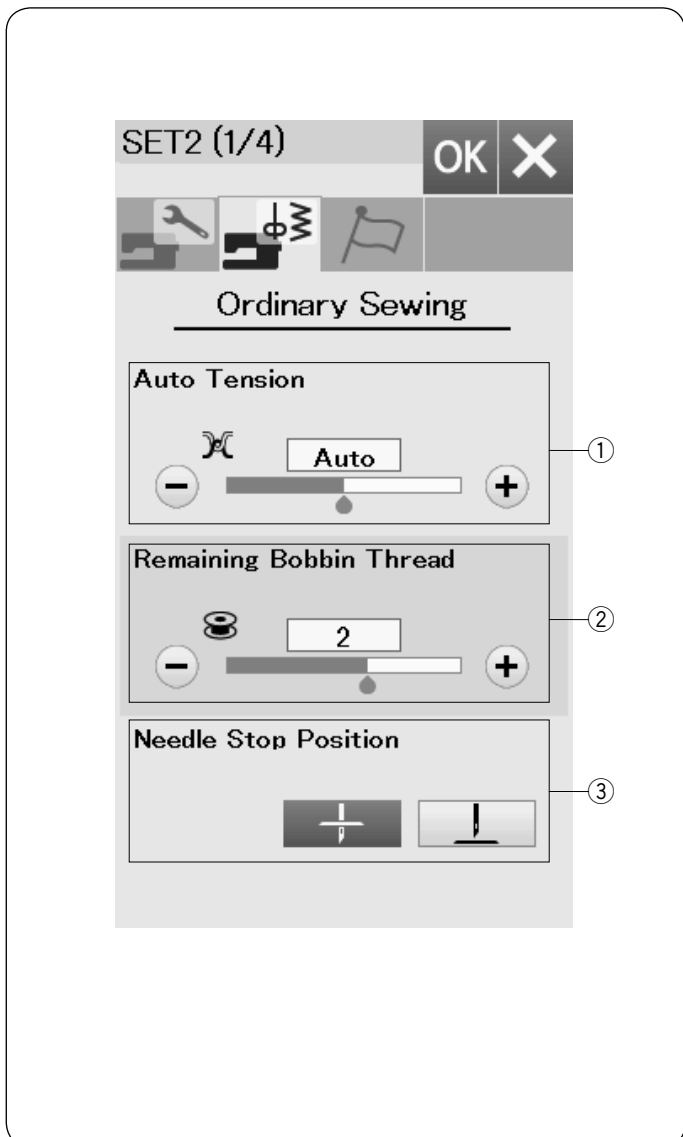 SET2 (1/4)
OK
Ordinary Sewing
Auto Tension
Auto
①
Remaining Bobbin Thread
2
②
Needle Stop Position
③